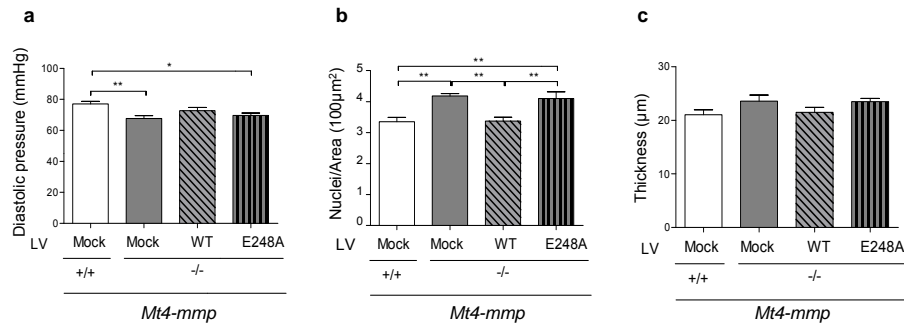 a
Diastolic pressure (mmHg)
100
80
60
40
20
0
*
**
LV Mock Mock WT E248A
+/+ -/-
Mt4-mmp
b
Nuclei/Area (100µm²)
5
4
3
2
1
0
**
** ** **
LV Mock Mock WT E248A
+/+ -/-
Mt4-mmp
c
Thickness (µm)
30
20
10
0
LV Mock Mock WT E248A
+/+ -/-
Mt4-mmp